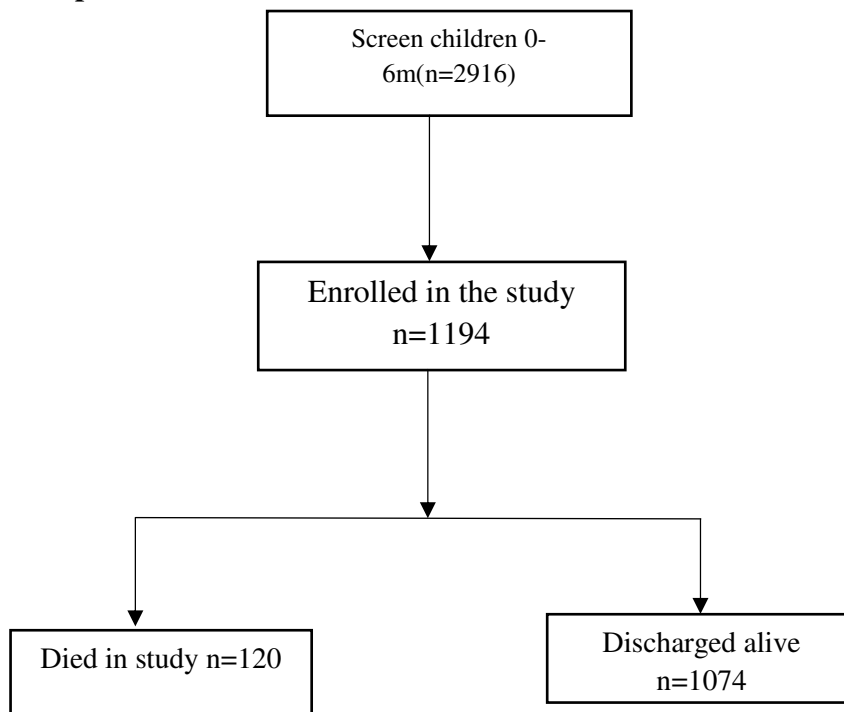 Screen children 0-
6m(n=2916)
Enrolled in the study
n=1194
Died in study n=120
Discharged alive
n=1074